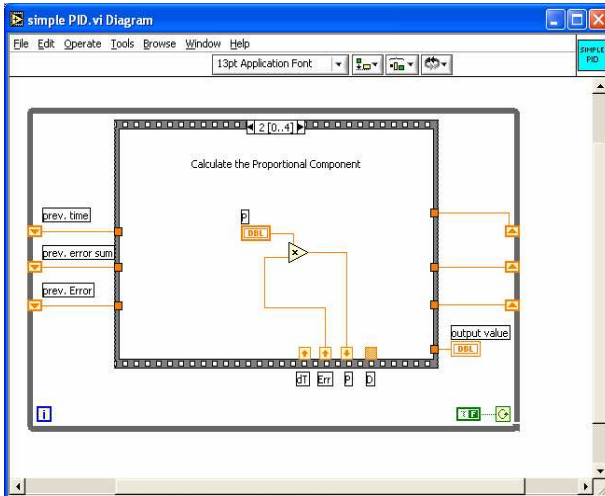 simple PID.vi Diagram
File Edit Operate Tools Browse Window Help
13pt Application Font
SIMPLE
PID
2 [0..4]
Calculate the Proportional Component
prev. time
P
DBL
x
prev. error sum
prev. Error
output value
DBL
dT Err P D
i
F